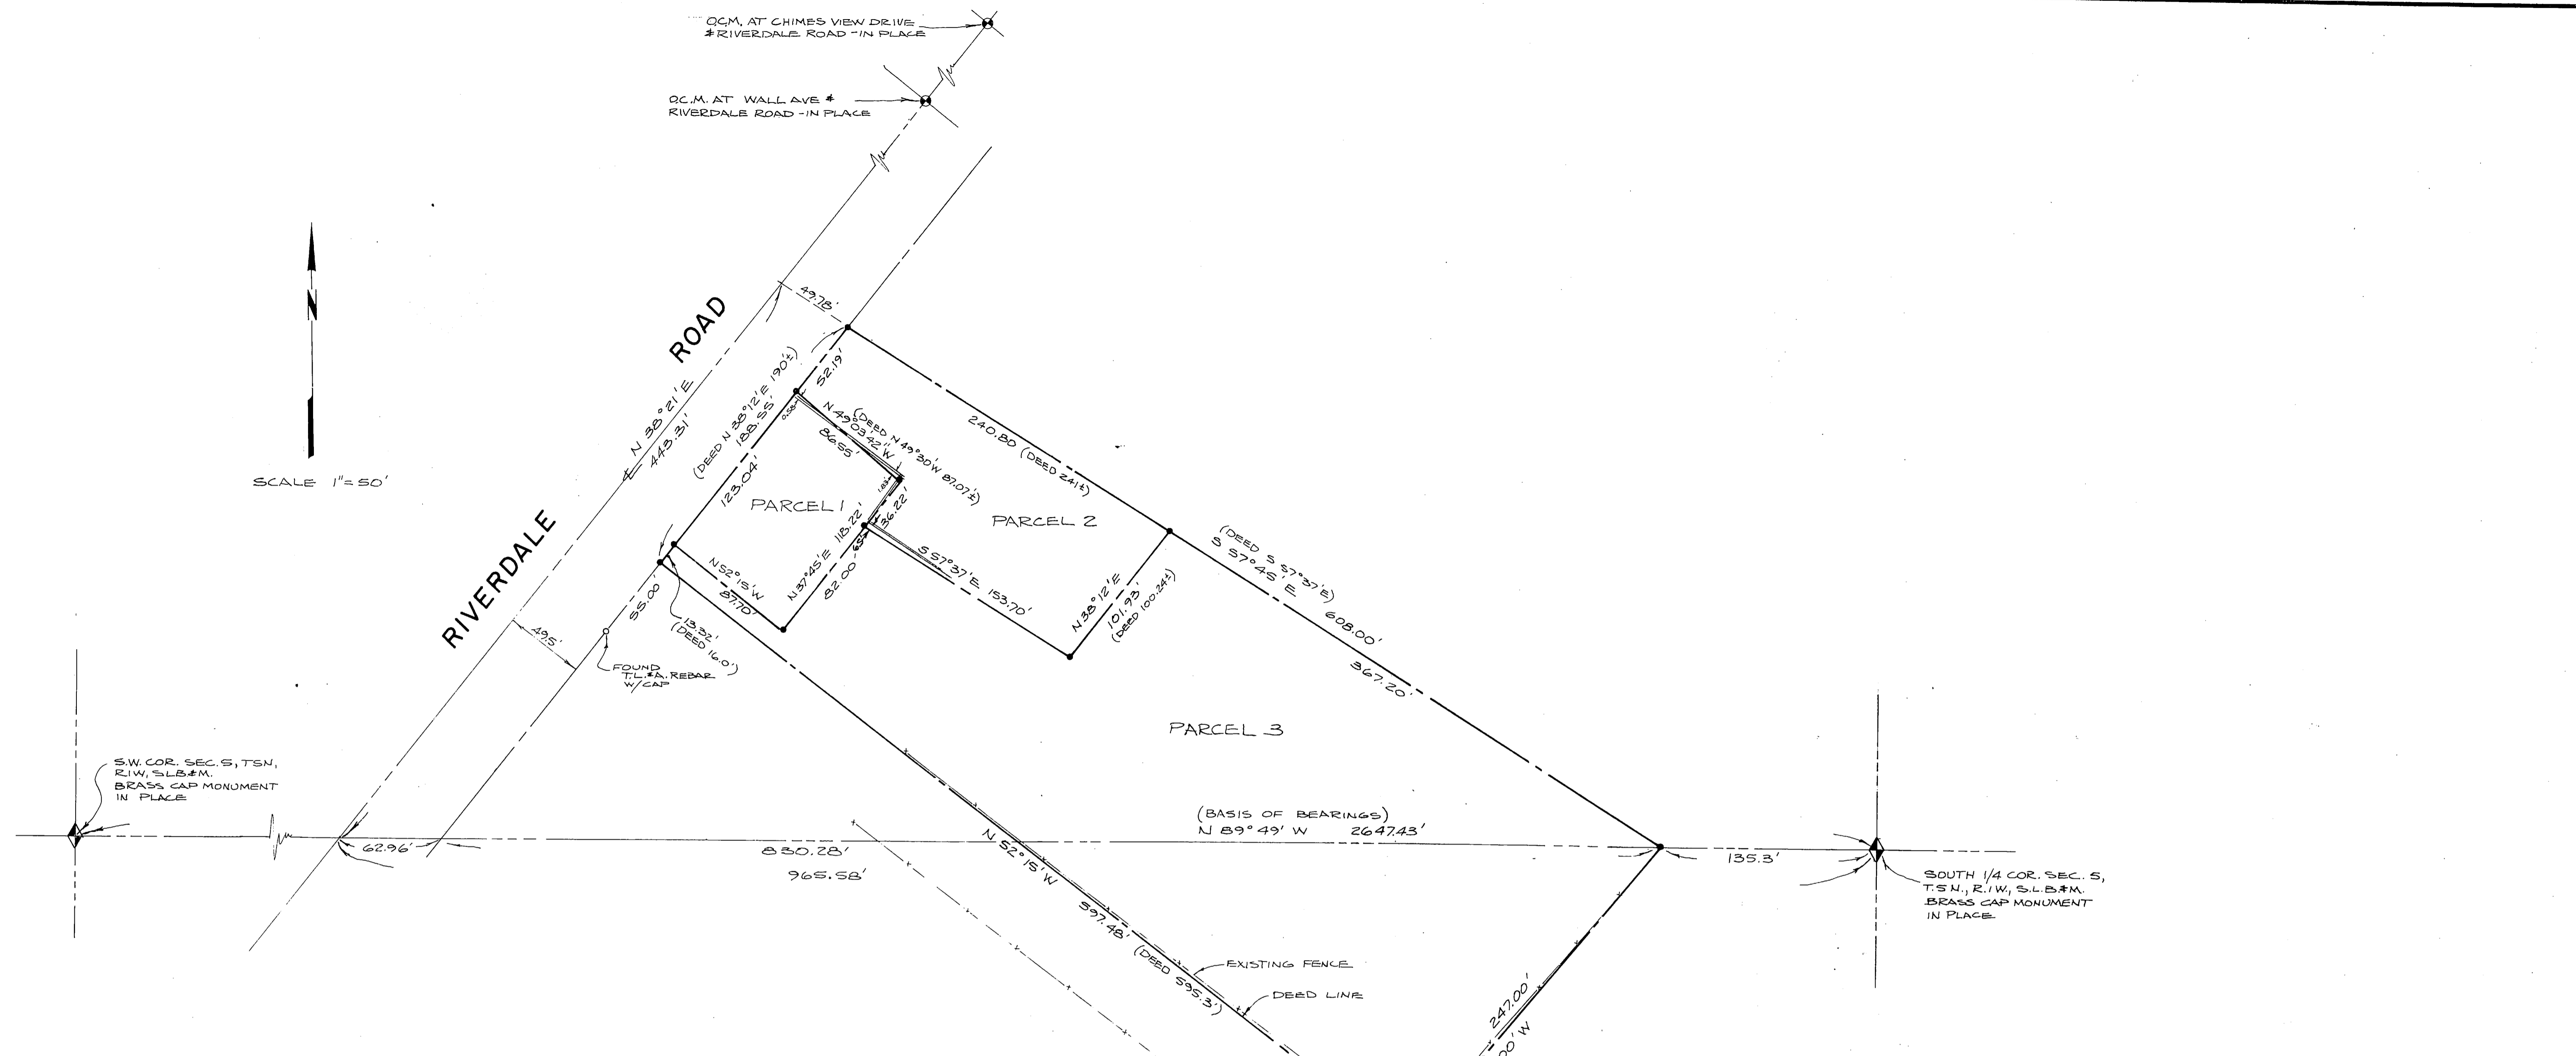 O.C.M. AT CHIMES VIEW DRIVE
& RIVERDALE ROAD - IN PLACE
O.C.M. AT WALL AVE &
RIVERDALE ROAD - IN PLACE
N
SCALE 1"=50'
RIVERDALE ROAD
N 38°21'E
443.31'
49.78'
52.19'
(DEED N 38°12'E 190'±)
188.55'
0.58'
(DEED N 49°30'W 87.07'±)
N 49°03'42"W
86.55'
123.04'
PARCEL 1
118.22'
N 37°45'E
36.22'
82.00'
N 52°15'W
87.70'
55.00'
13.32'
(DEED 16.0')
49.5'
FOUND
T.L.&A. REBAR
W/CAP
240.80 (DEED 241±)
PARCEL 2
S 57°37'E 153.70'
N 38°12'E
101.93'
(DEED 100.24±)
(DEED S 57°37'E)
S 57°45'E 608.00'
367.20'
PARCEL 3
S.W. COR. SEC. 5, T5N,
R1W, SLB&M.
BRASS CAP MONUMENT
IN PLACE
62.96'
830.28'
965.58'
(BASIS OF BEARINGS)
N 89°49' W 2647.43'
135.3'
SOUTH 1/4 COR. SEC. 5,
T.5 N., R.1W., S.L.B.&M.
BRASS CAP MONUMENT
IN PLACE
N 52°15'W
597.48' (DEED 595.3')
EXISTING FENCE
DEED LINE
247.00'
00'W